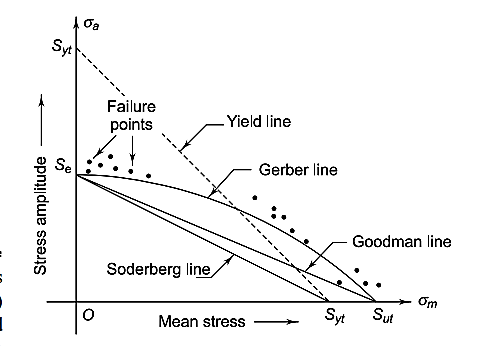 σa
Syt
Failure
points
Yield line
Se
Gerber line
Stress amplitude
Goodman line
Soderberg line
O
Mean stress
Syt
Sut
σm